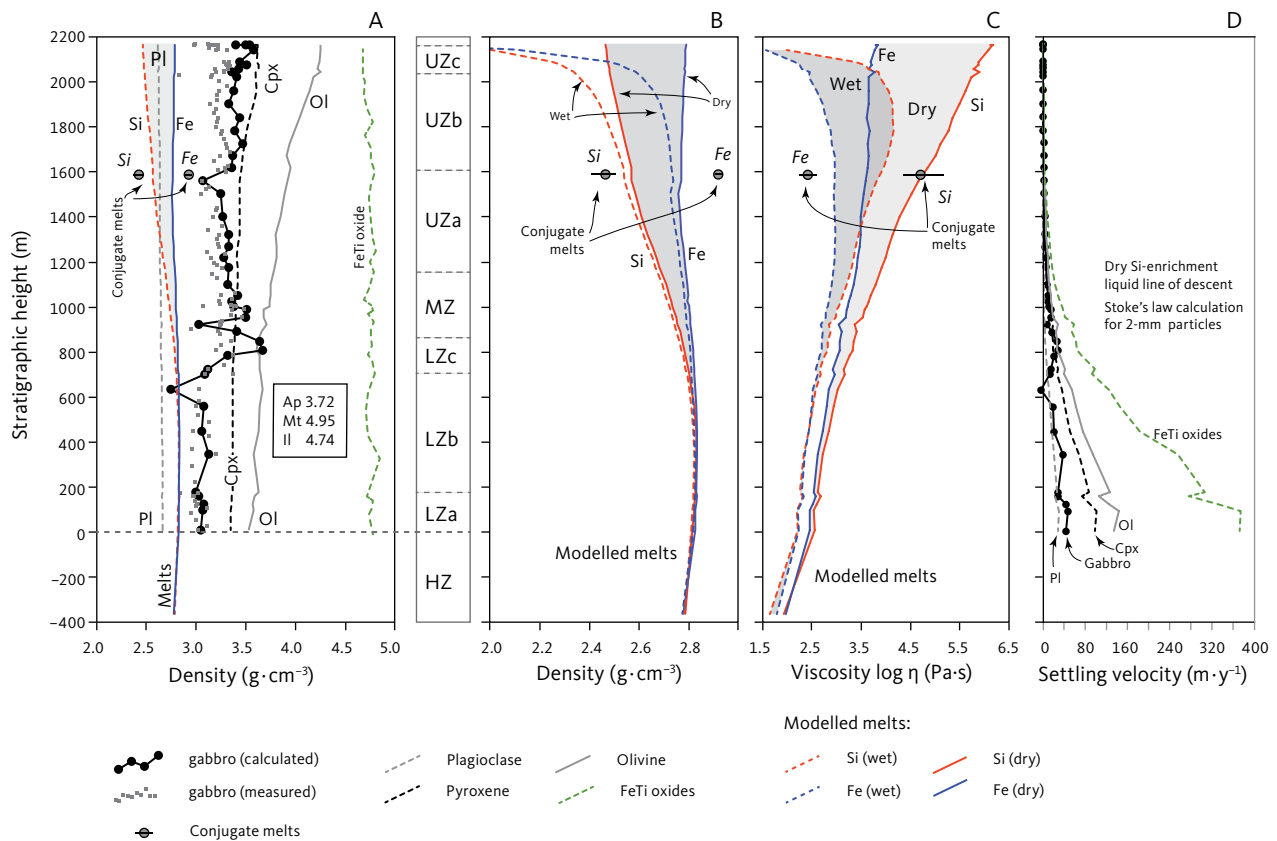 A
B
C
D
2200
2000
1800
1600
1400
1200
1000
800
600
400
200
0
−200
−400
Stratigraphic height (m)
Pl
Cpx
Ol
Si
Fe
Si
Fe
Conjugate melts
FeTi oxide
Ap 3.72
Mt 4.95
Il 4.74
Cpx
Pl
Ol
Melts
2.0 2.5 3.0 3.5 4.0 4.5 5.0
Density (g·cm⁻³)
UZc
UZb
UZa
MZ
LZc
LZb
LZa
HZ
Wet
Dry
Si
Fe
Conjugate
melts
Si
Fe
Modelled melts
2.0 2.4 2.6 2.8
Density (g·cm⁻³)
Fe
Wet
Dry
Si
Fe
Si
Conjugate
melts
Modelled melts
1.5 2.5 3.5 4.5 5.5 6.5
Viscosity log η (Pa·s)
Dry Si-enrichment
liquid line of descent
Stoke's law calculation
for 2-mm particles
FeTi oxides
Ol
Cpx
Gabbro
Pl
0 80 160 240 320 400
Settling velocity (m·y⁻¹)
Modelled melts:
gabbro (calculated)
Plagioclase
Olivine
Si (wet)
Si (dry)
gabbro (measured)
Pyroxene
FeTi oxides
Fe (wet)
Fe (dry)
Conjugate melts